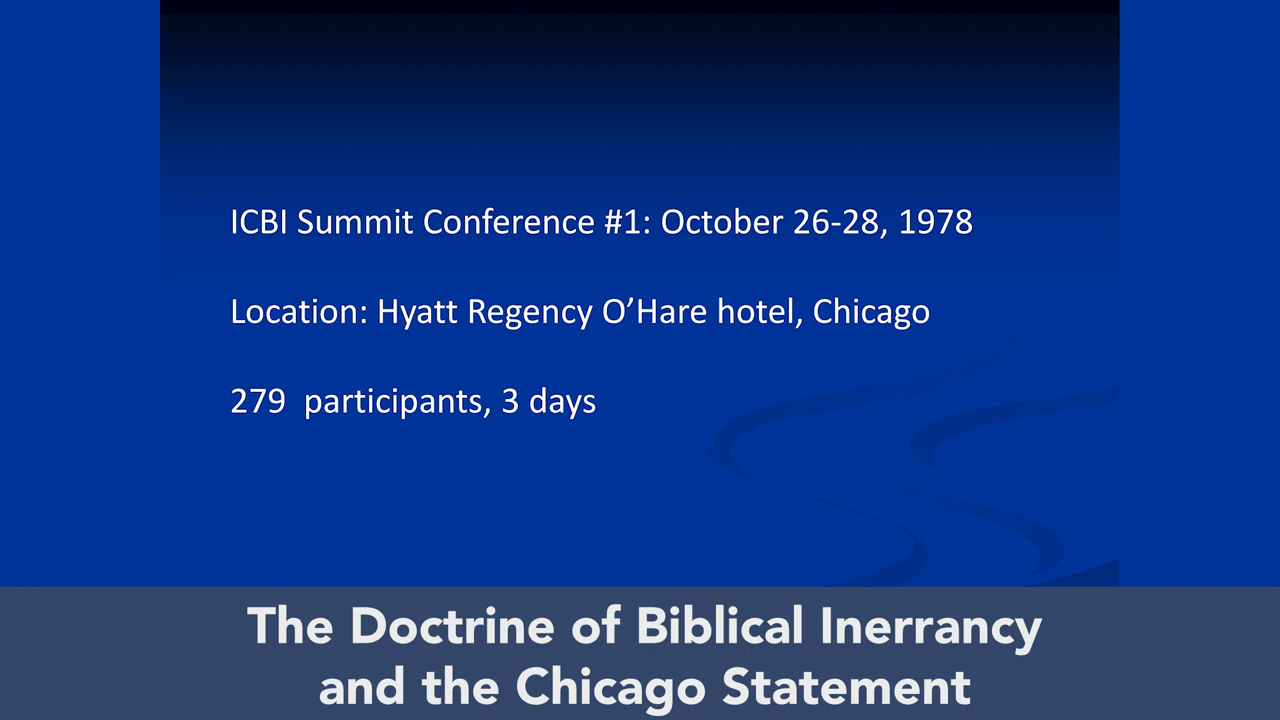 ICBI Summit Conference #1: October 26-28, 1978
Location: Hyatt Regency O’Hare hotel, Chicago
279  participants, 3 days
The Doctrine of Biblical Inerrancy
and the Chicago Statement